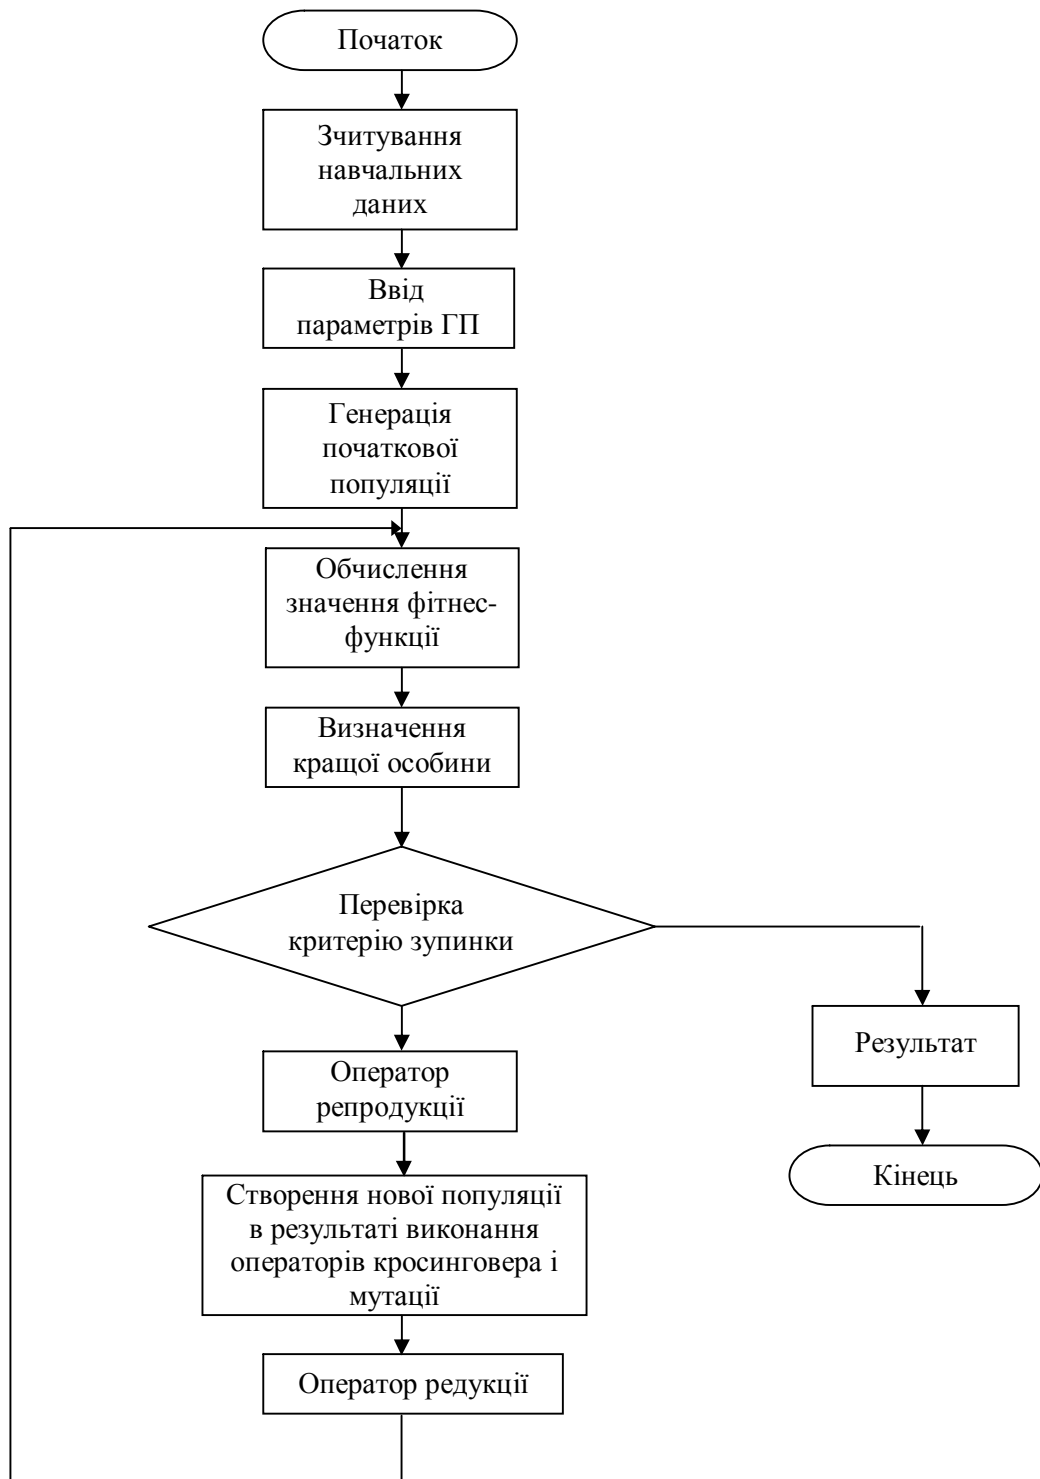 Початок
Зчитування
навчальних
даних
Ввід
параметрів ГП
Генерація
початкової
популяції
Обчислення
значення фітнес-
функції
Визначення
кращої особини
Перевірка
критерію зупинки
Оператор
репродукції
Створення нової популяції
в результаті виконання
операторів кросинговера і
мутації
Оператор редукції
Результат
Кінець